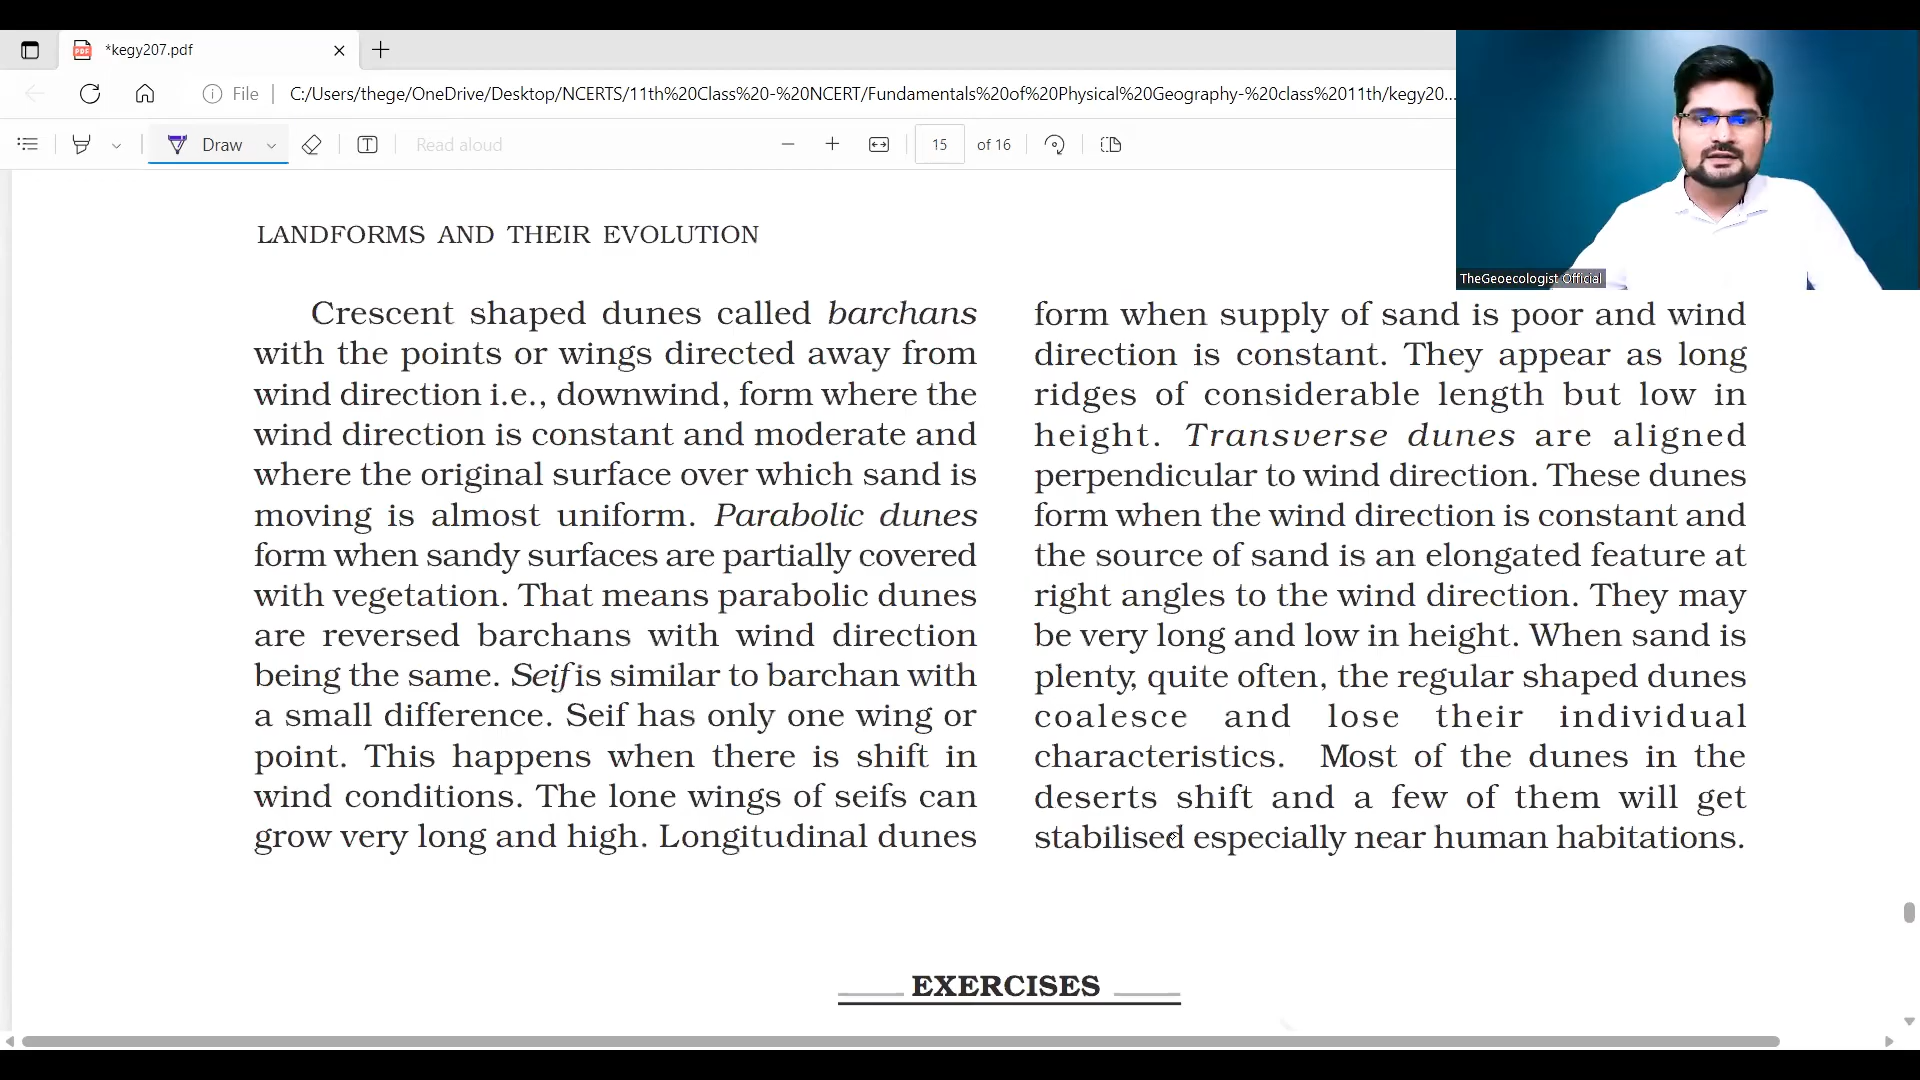 *kegy207.pdf
File
C:/Users/thege/OneDrive/Desktop/NCERTS/11th%20Class%20-%20NCERT/Fundamentals%20of%20Physical%20Geography-%20class%2011th/kegy20...
Draw
Read aloud
15 of 16
TheGeoecologist Official
LANDFORMS AND THEIR EVOLUTION
Crescent shaped dunes called barchans
with the points or wings directed away from
wind direction i.e., downwind, form where the
wind direction is constant and moderate and
where the original surface over which sand is
moving is almost uniform. Parabolic dunes
form when sandy surfaces are partially covered
with vegetation. That means parabolic dunes
are reversed barchans with wind direction
being the same. Seif is similar to barchan with
a small difference. Seif has only one wing or
point. This happens when there is shift in
wind conditions. The lone wings of seifs can
grow very long and high. Longitudinal dunes
form when supply of sand is poor and wind
direction is constant. They appear as long
ridges of considerable length but low in
height. Transverse dunes are aligned
perpendicular to wind direction. These dunes
form when the wind direction is constant and
the source of sand is an elongated feature at
right angles to the wind direction. They may
be very long and low in height. When sand is
plenty, quite often, the regular shaped dunes
coalesce and lose their individual
characteristics. Most of the dunes in the
deserts shift and a few of them will get
stabilised especially near human habitations.
EXERCISES